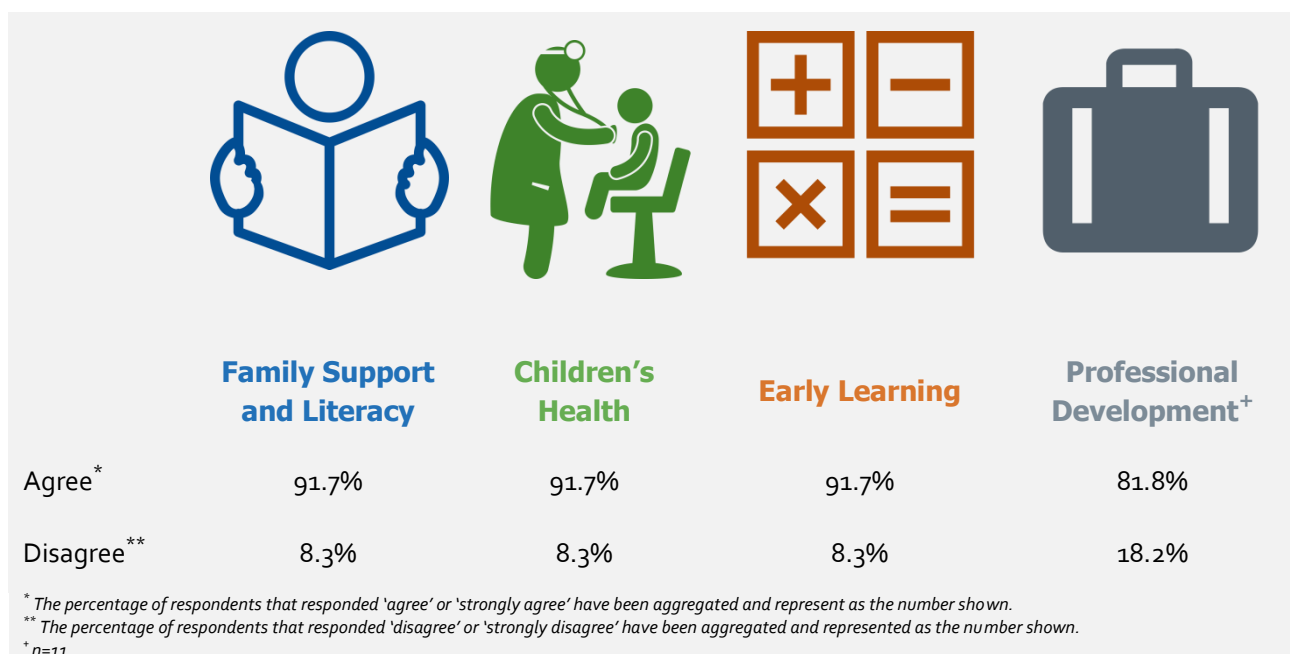 Family Support
and Literacy
Children's
Health
Early Learning
Professional
Development+
Agree* 91.7% 91.7% 91.7% 81.8%
Disagree** 8.3% 8.3% 8.3% 18.2%
* The percentage of respondents that responded 'agree' or 'strongly agree' have been aggregated and represent as the number shown.
** The percentage of respondents that responded 'disagree' or 'strongly disagree' have been aggregated and represented as the number shown.
+ n=11